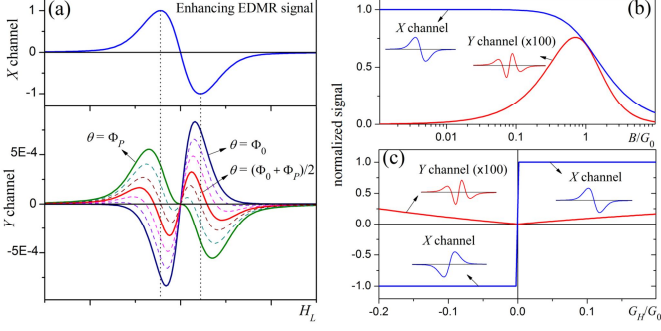 (a)
Enhancing EDMR signal
X channel
1
0
-1
Y channel
5E-4
0
-5E-4
θ = Φ_P
θ = Φ_0
θ = (Φ_0 + Φ_P)/2
H_L
normalized signal
(b)
1.0
0.5
0.0
X channel
Y channel (x100)
0.01
0.1
1
B/G_0
(c)
1.0
0.5
0.0
-0.5
-1.0
Y channel (x100)
X channel
X channel
-0.2
-0.1
0.0
0.1
G_H/G_0